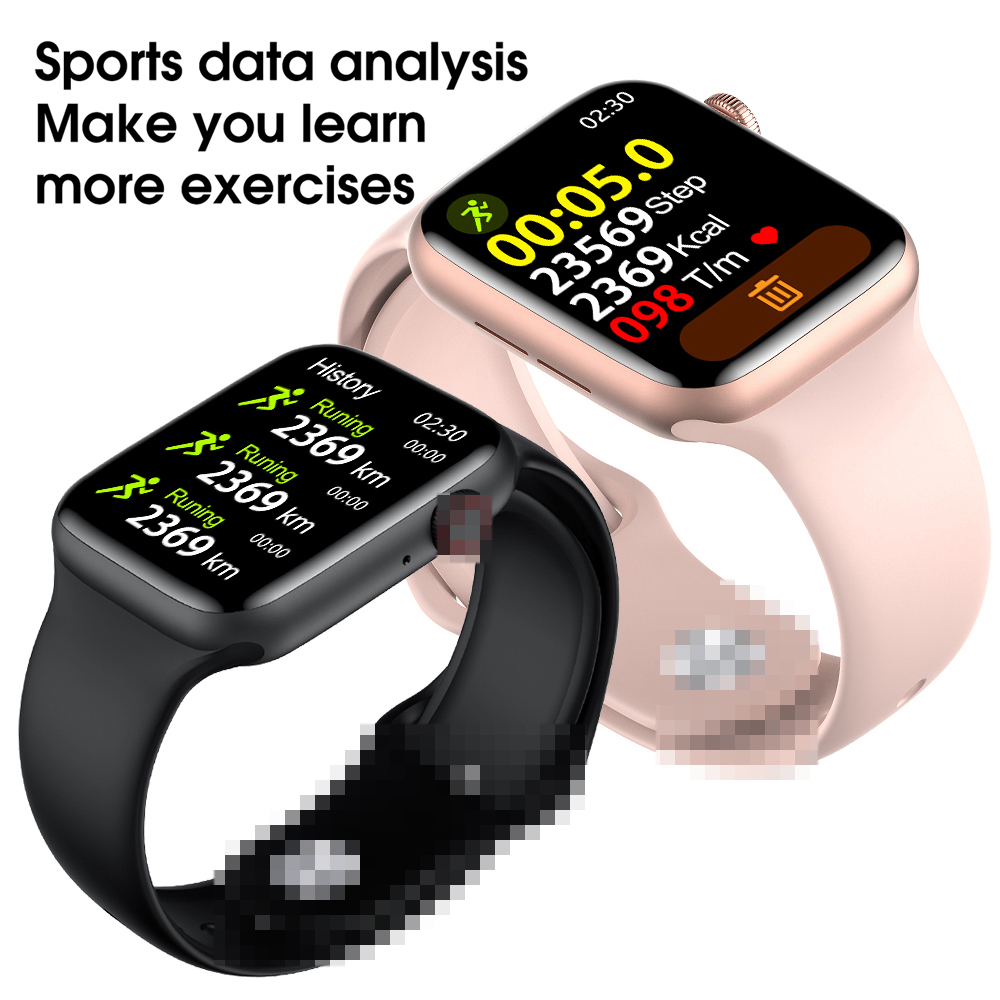 Sports data analysis
Make you learn
more exercises
02:30
00:05.0
23569 Step
2369 Kcal
098 T/m
History
02:30
Runing
2369 km
00:00
Runing
2369 km
00:00
Runing
2369 km
00:00